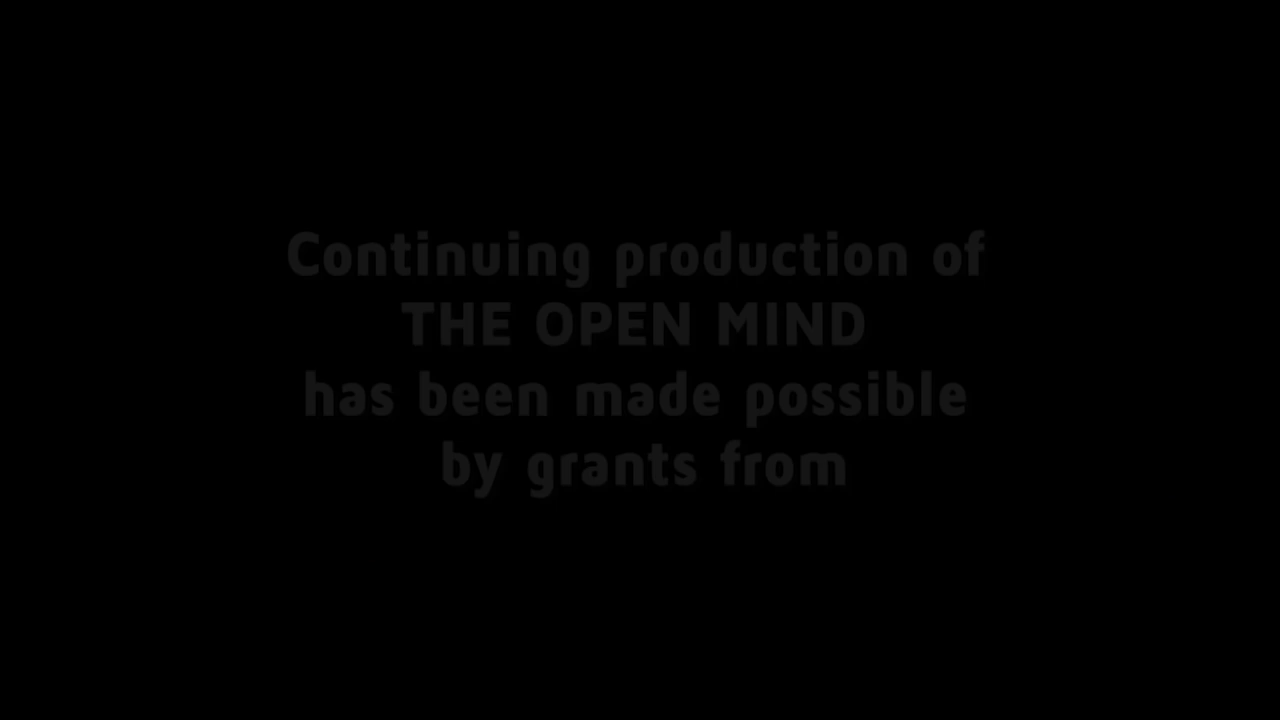 Continuing production of
THE OPEN MIND
has been made possible
by grants from